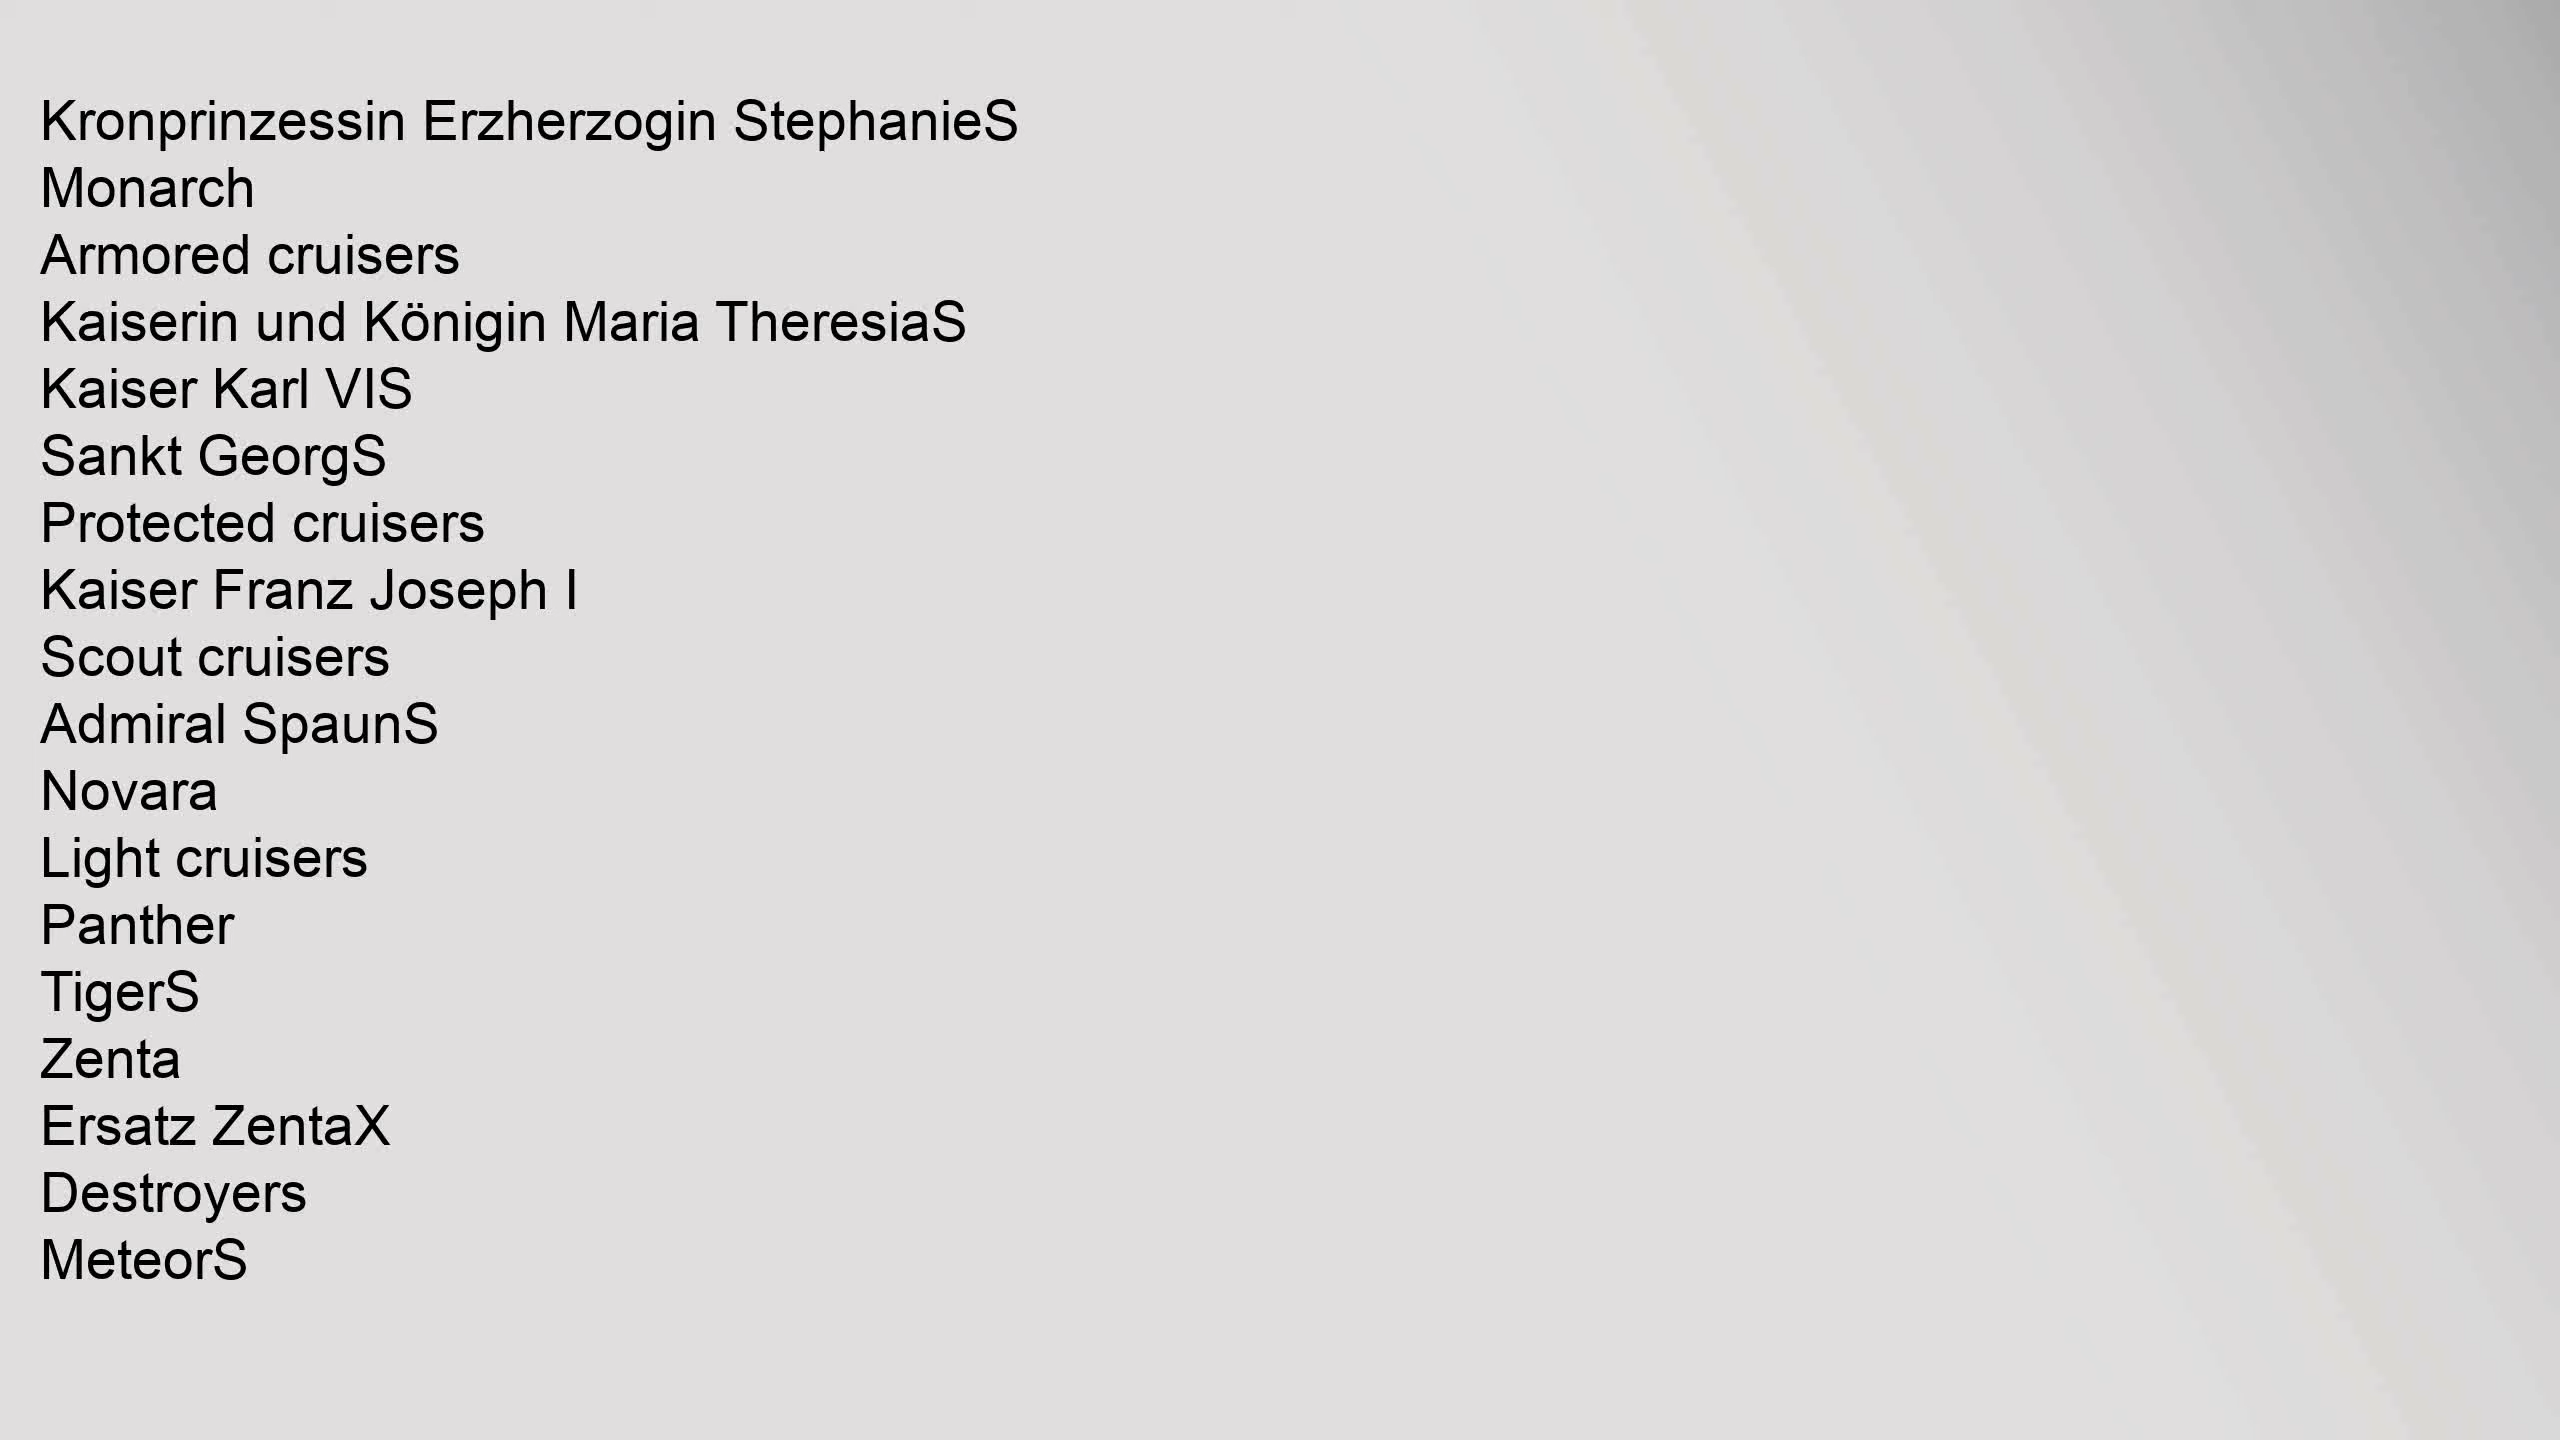 Kronprinzessin Erzherzogin StephanieS
Monarch
Armored cruisers
Kaiserin und Königin Maria TheresiaS
Kaiser Karl VIS
Sankt GeorgS
Protected cruisers
Kaiser Franz Joseph I
Scout cruisers
Admiral SpaunS
Novara
Light cruisers
Panther
TigerS
Zenta
Ersatz ZentaX
Destroyers
MeteorS